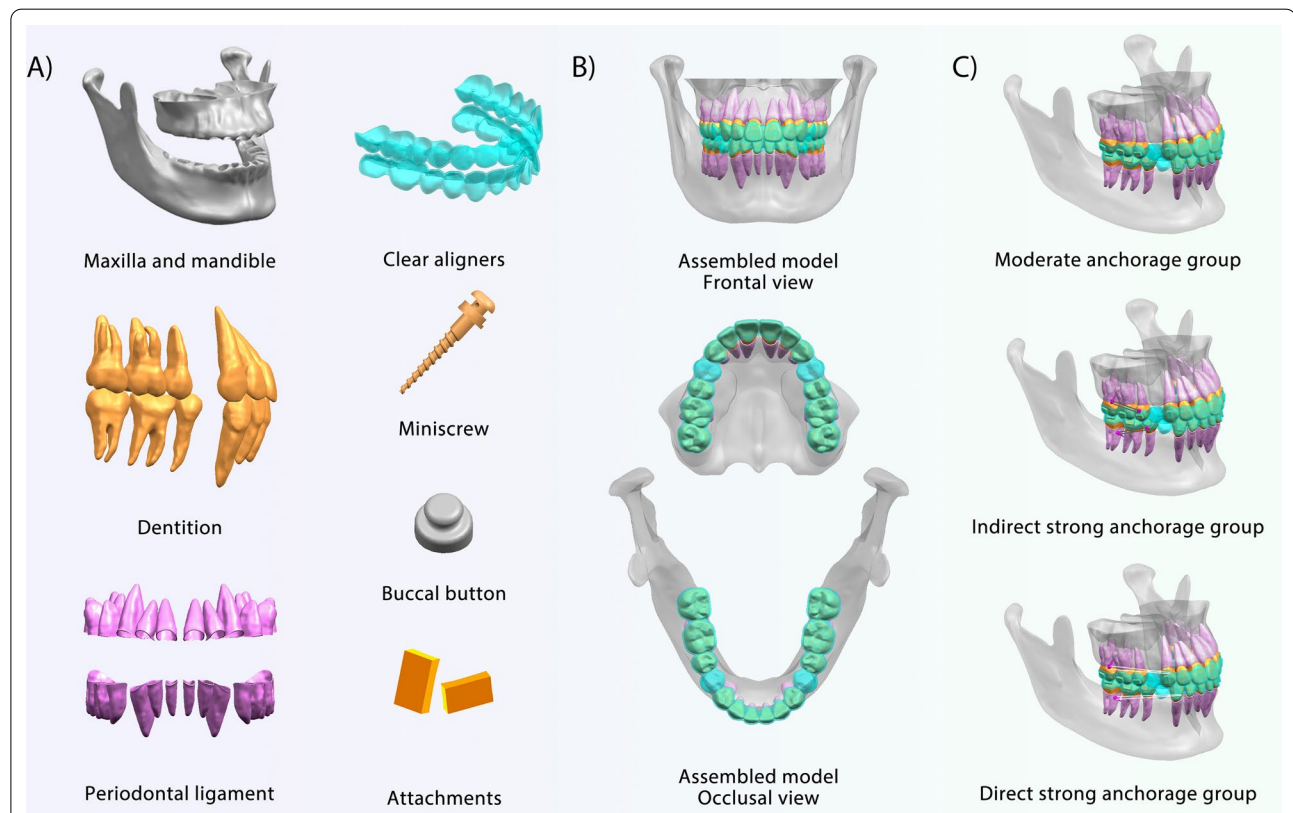 A)
Maxilla and mandible
Clear aligners
Dentition
Miniscrew
Buccal button
Periodontal ligament
Attachments
B)
Assembled model
Frontal view
Assembled model
Occlusal view
C)
Moderate anchorage group
Indirect strong anchorage group
Direct strong anchorage group